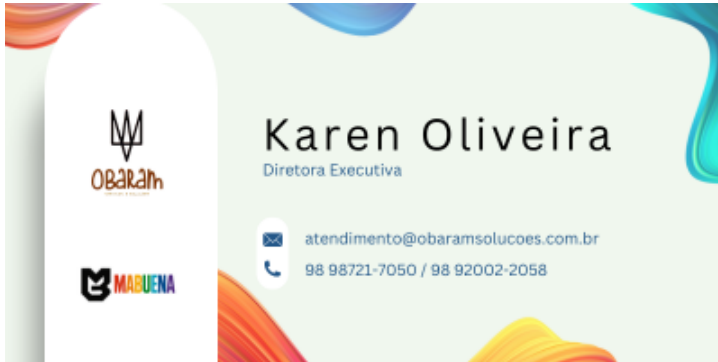 Obaram
MABUENA
Karen Oliveira
Diretora Executiva
atendimento@obaramsolucoes.com.br
98 98721-7050 / 98 92002-2058